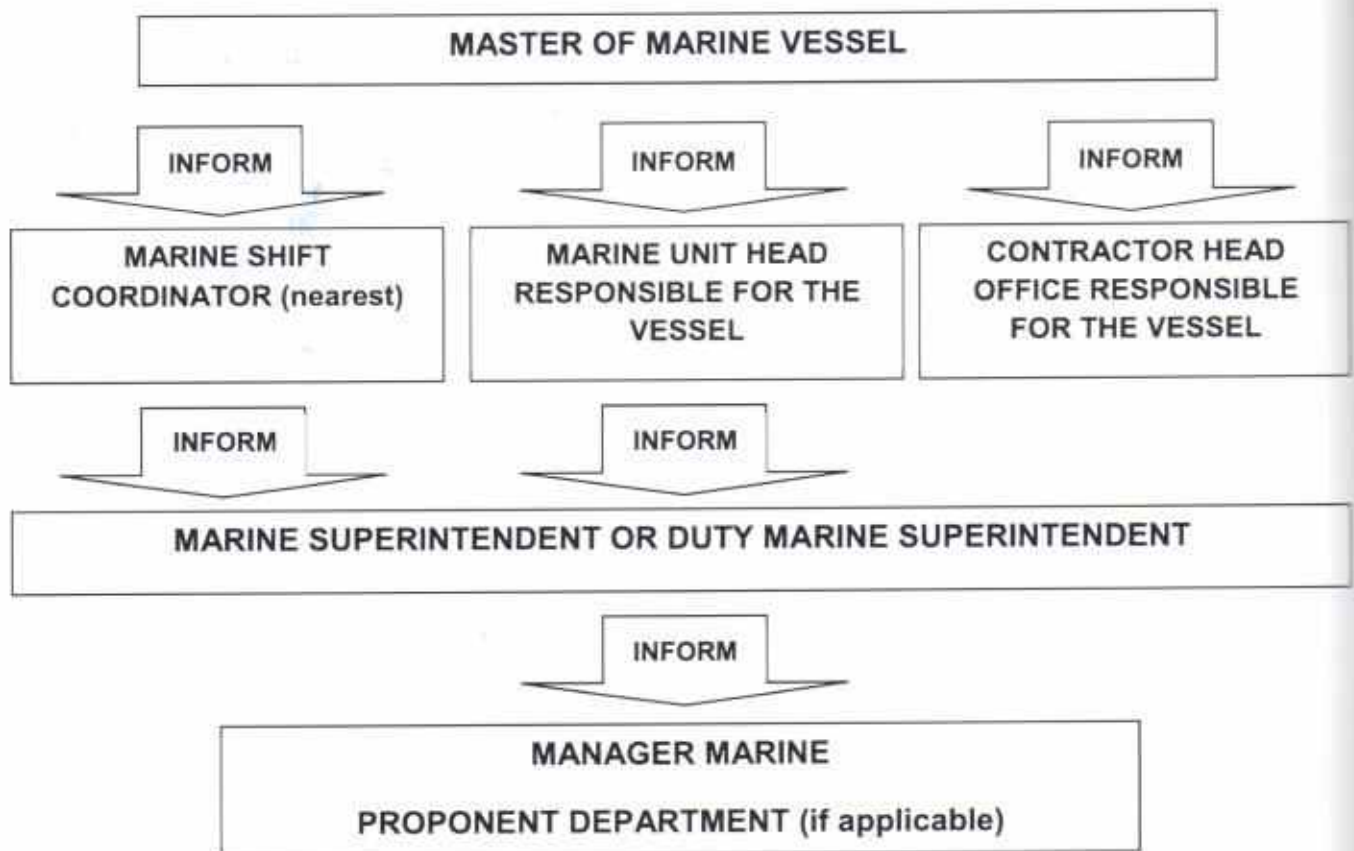 MASTER OF MARINE VESSEL
INFORM
INFORM
INFORM
MARINE SHIFT
COORDINATOR (nearest)
MARINE UNIT HEAD
RESPONSIBLE FOR THE
VESSEL
CONTRACTOR HEAD
OFFICE RESPONSIBLE
FOR THE VESSEL
INFORM
INFORM
MARINE SUPERINTENDENT OR DUTY MARINE SUPERINTENDENT
INFORM
MANAGER MARINE
PROPONENT DEPARTMENT (if applicable)